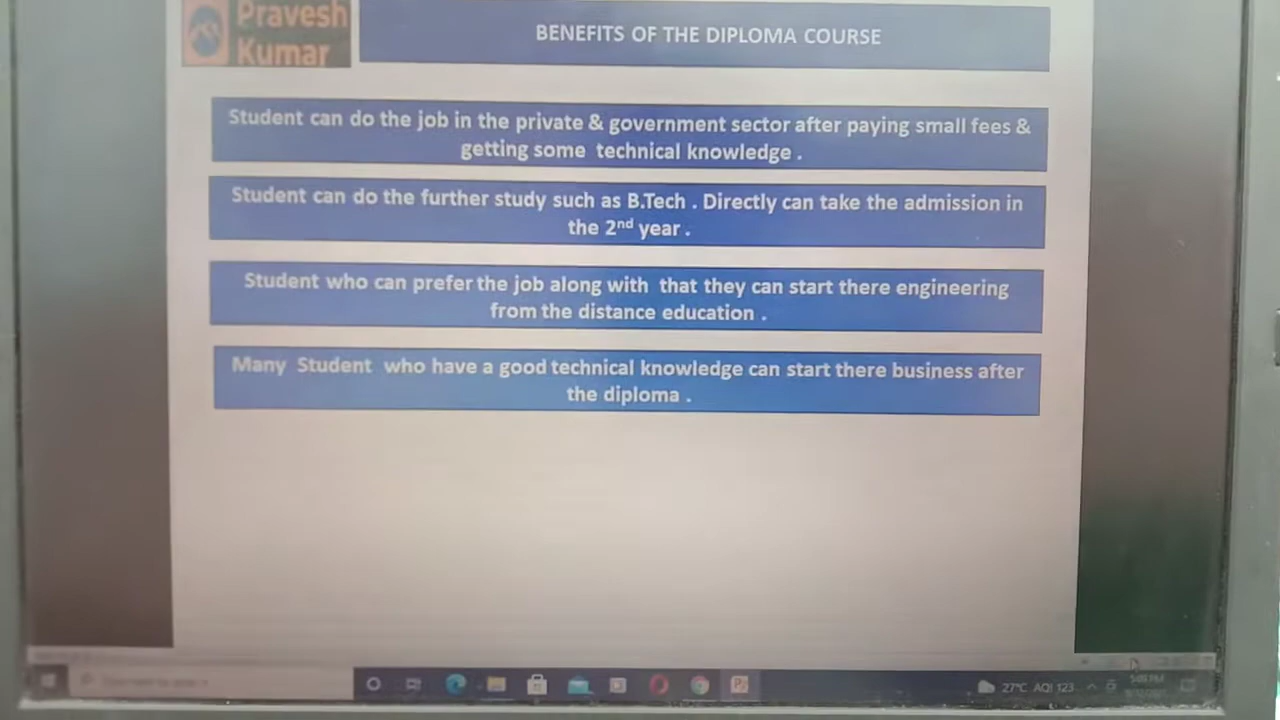 Pravesh
Kumar
BENEFITS OF THE DIPLOMA COURSE
Student can do the job in the private & government sector after paying small fees &
getting some technical knowledge .
Student can do the further study such as B.Tech . Directly can take the admission in
the 2nd year .
Student who can prefer the job along with that they can start there engineering
from the distance education .
Many Student who have a good technical knowledge can start there business after
the diploma .
27°C AQI 123
5:09 PM